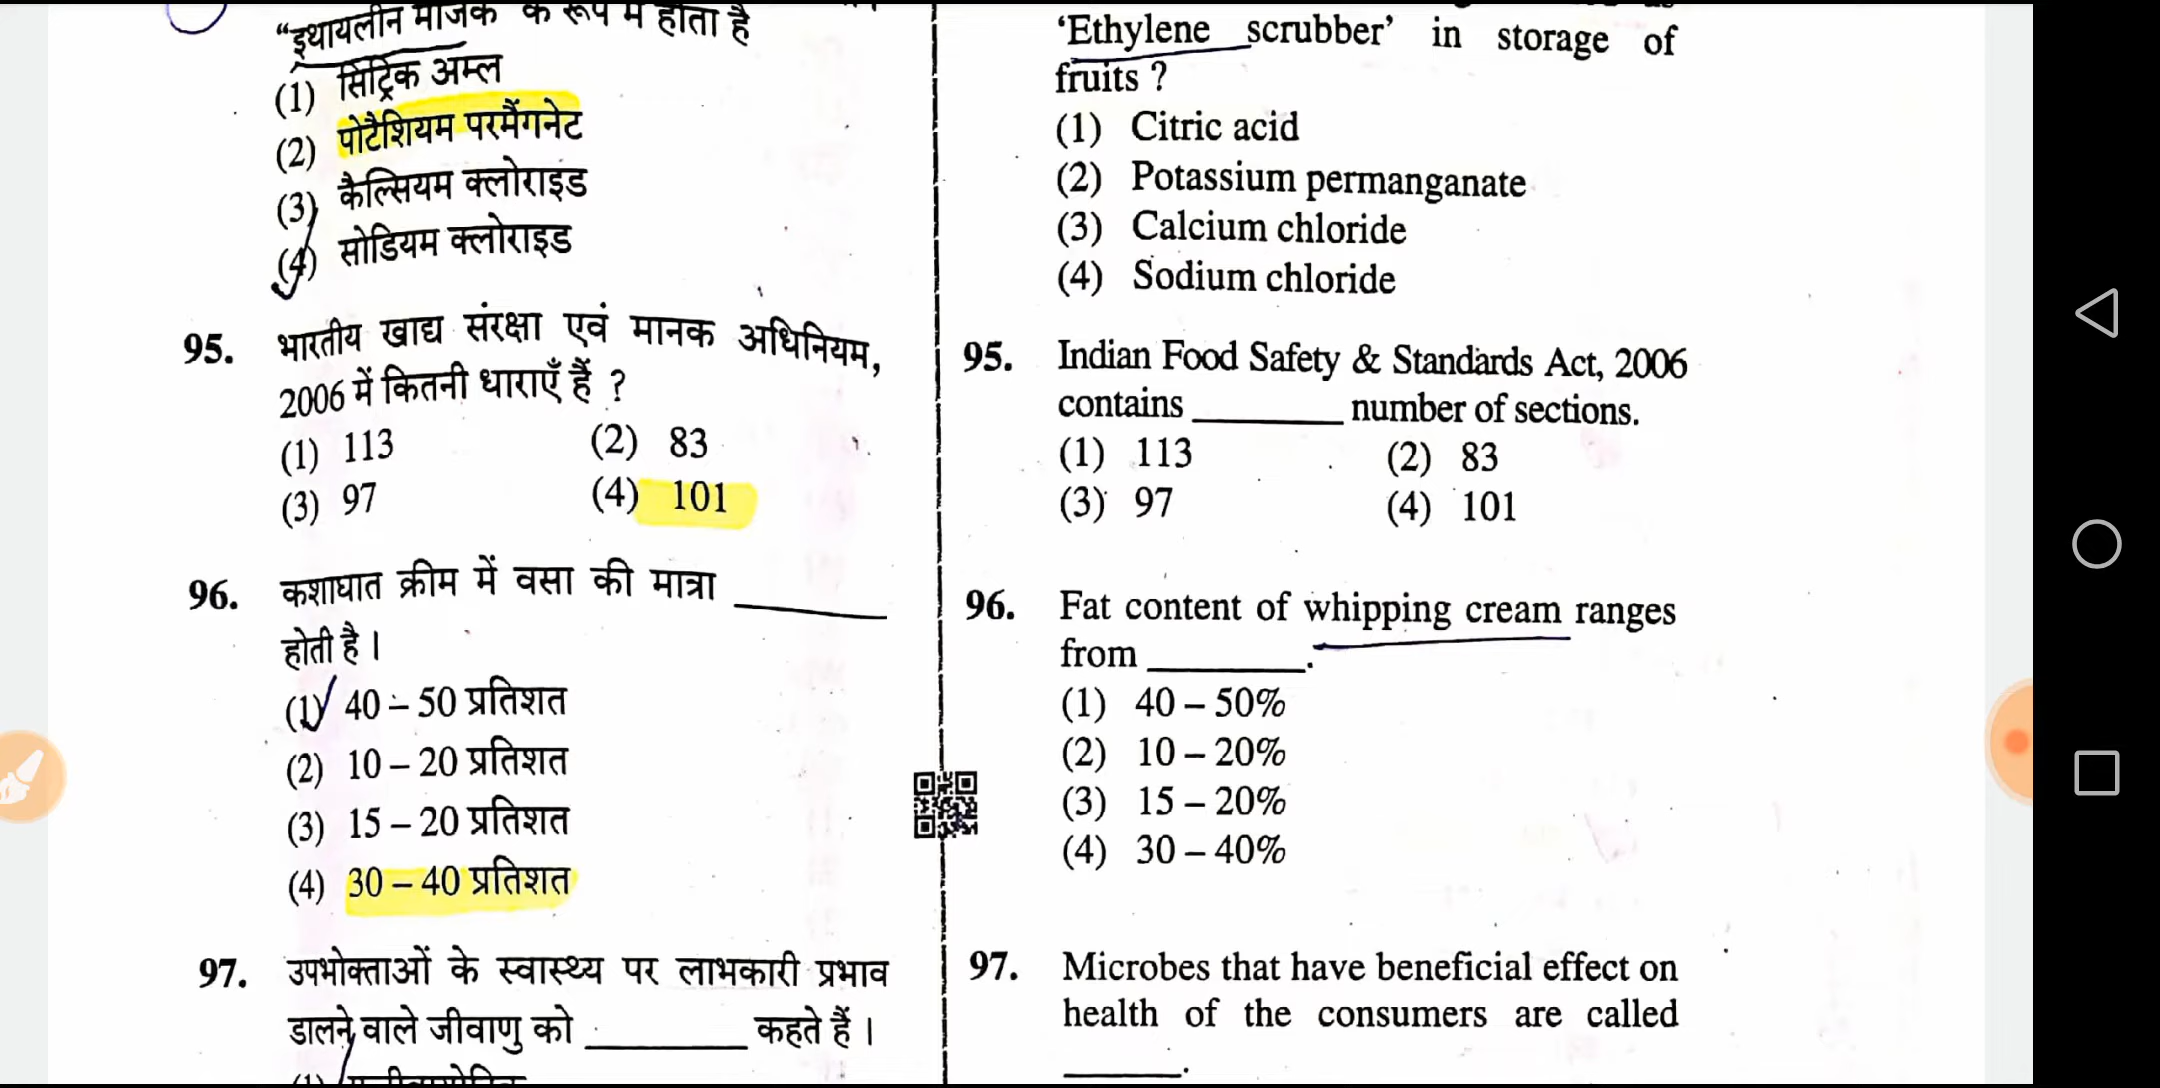 “इथायलीन मार्जक” के रूप में होता है
(1) सिट्रिक अम्ल
(2) पोटैशियम परमैंगनेट
(3) कैल्सियम क्लोराइड
(4) सोडियम क्लोराइड
95. भारतीय खाद्य संरक्षा एवं मानक अधिनियम,
2006 में कितनी धाराएँ हैं ?
(1) 113 (2) 83
(3) 97 (4) 101
96. कशाघात क्रीम में वसा की मात्रा ________
होती है ।
(1) 40 – 50 प्रतिशत
(2) 10 – 20 प्रतिशत
(3) 15 – 20 प्रतिशत
(4) 30 – 40 प्रतिशत
97. उपभोक्ताओं के स्वास्थ्य पर लाभकारी प्रभाव
डालने वाले जीवाणु को ________ कहते हैं ।
‘Ethylene scrubber’ in storage of
fruits ?
(1) Citric acid
(2) Potassium permanganate
(3) Calcium chloride
(4) Sodium chloride
95. Indian Food Safety & Standards Act, 2006
contains ________ number of sections.
(1) 113 (2) 83
(3) 97 (4) 101
96. Fat content of whipping cream ranges
from ________.
(1) 40 – 50%
(2) 10 – 20%
(3) 15 – 20%
(4) 30 – 40%
97. Microbes that have beneficial effect on
health of the consumers are called
________.